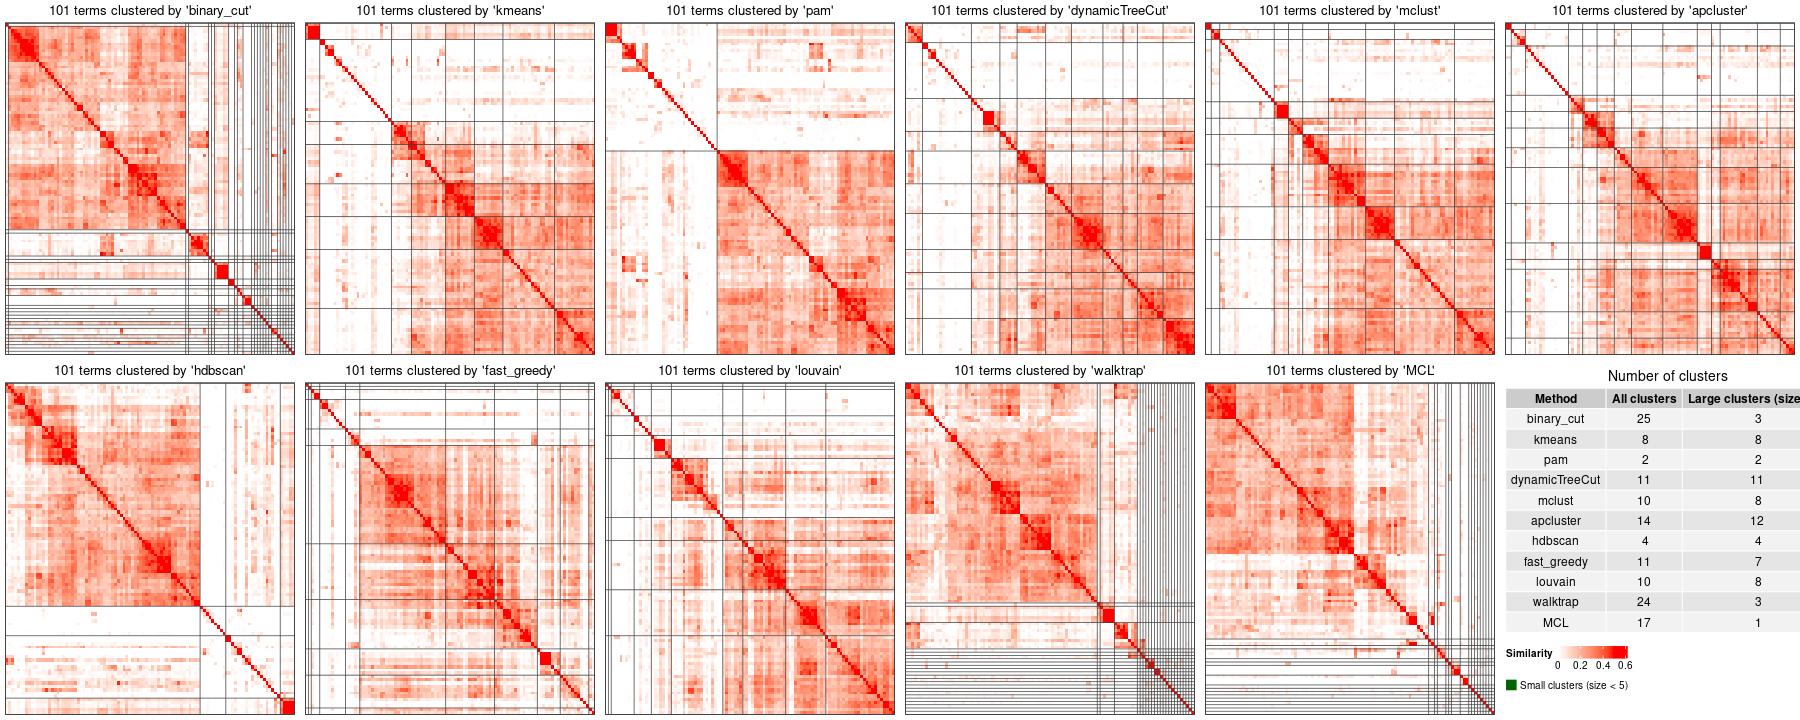 101 terms clustered by 'binary_cut'
101 terms clustered by 'kmeans'
101 terms clustered by 'pam'
101 terms clustered by 'dynamicTreeCut'
101 terms clustered by 'mclust'
101 terms clustered by 'apcluster'
101 terms clustered by 'hdbscan'
101 terms clustered by 'fast_greedy'
101 terms clustered by 'louvain'
101 terms clustered by 'walktrap'
101 terms clustered by 'MCL'
Number of clusters
Method All clusters Large clusters (size
binary_cut 25 3
kmeans 8 8
pam 2 2
dynamicTreeCut 11 11
mclust 10 8
apcluster 14 12
hdbscan 4 4
fast_greedy 11 7
louvain 10 8
walktrap 24 3
MCL 17 1
Similarity
0 0.2 0.4 0.6
Small clusters (size < 5)